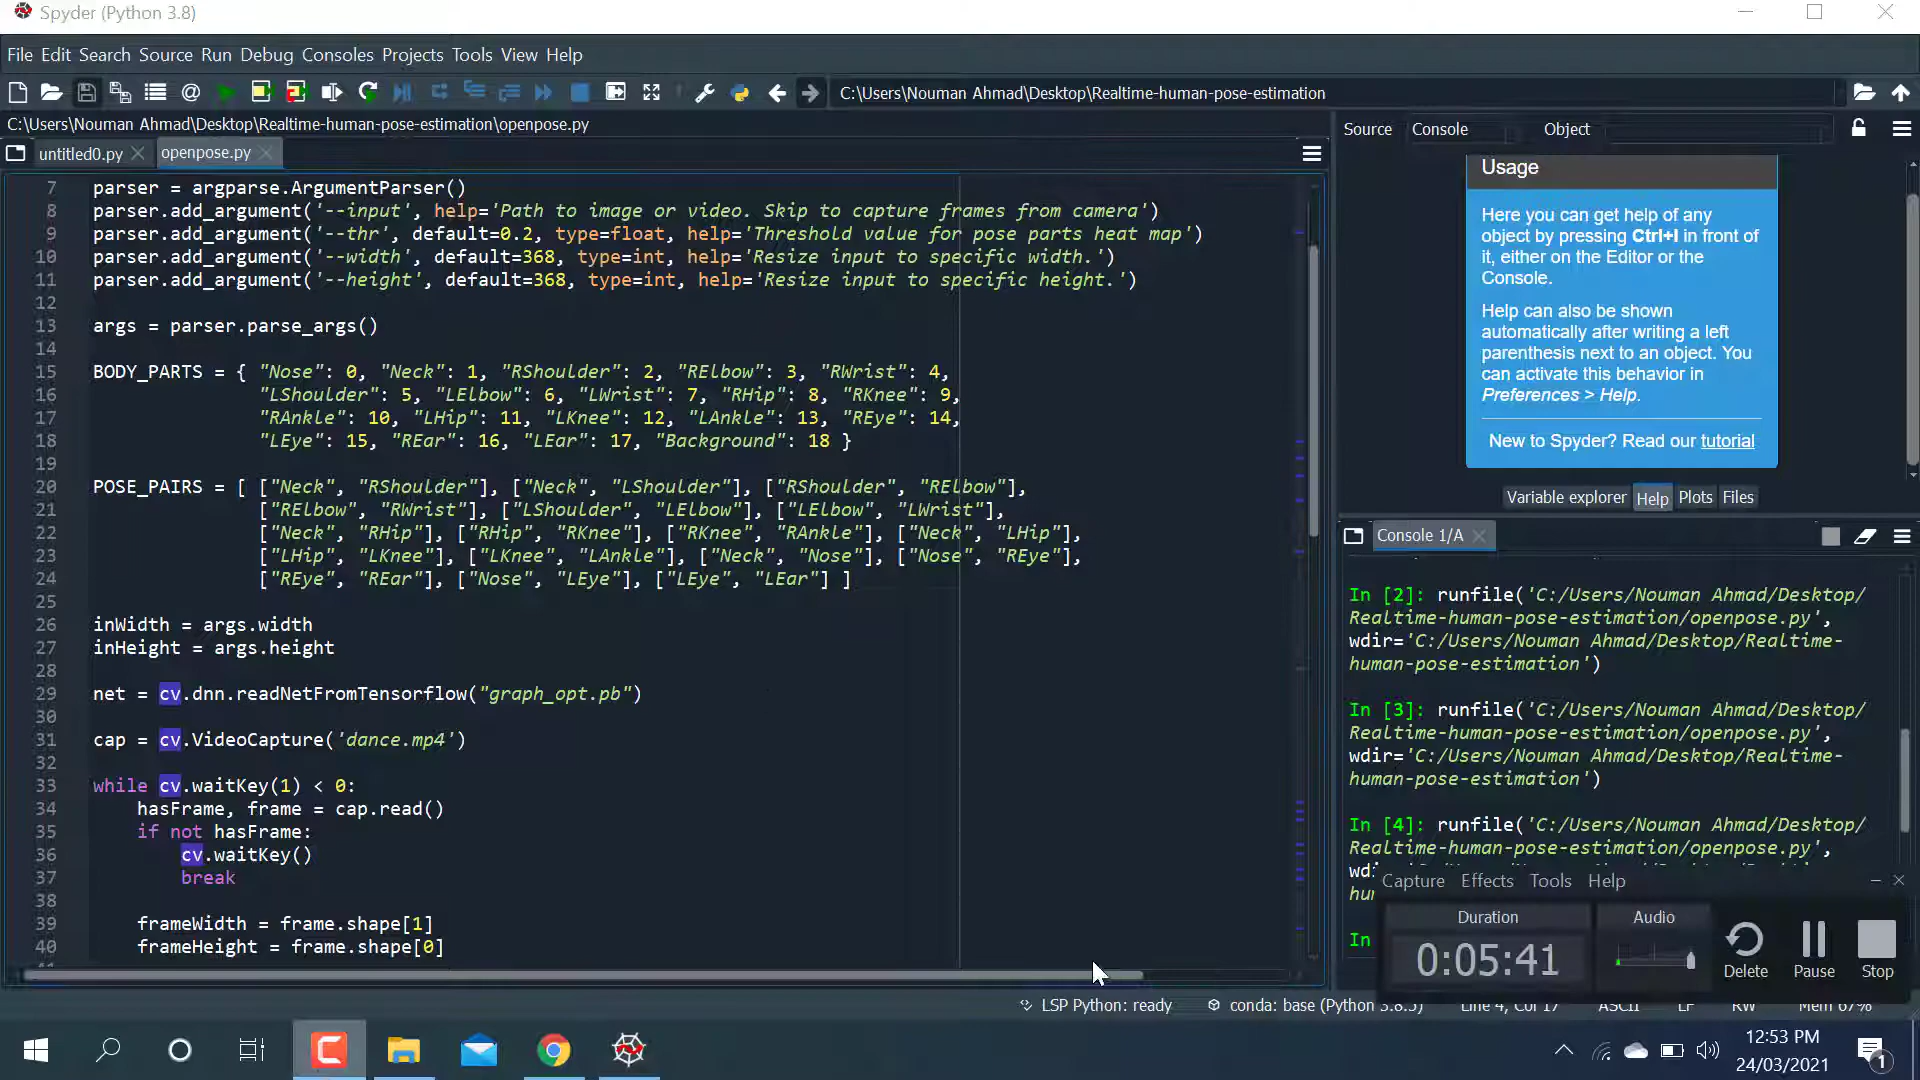 Spyder (Python 3.8)
File Edit Search Source Run Debug Consoles Projects Tools View Help
C:\Users\Nouman Ahmad\Desktop\Realtime-human-pose-estimation
C:\Users\Nouman Ahmad\Desktop\Realtime-human-pose-estimation\openpose.py
untitled0.py
openpose.py
7 parser = argparse.ArgumentParser()
8 parser.add_argument('--input', help='Path to image or video. Skip to capture frames from camera')
9 parser.add_argument('--thr', default=0.2, type=float, help='Threshold value for pose parts heat map')
10 parser.add_argument('--width', default=368, type=int, help='Resize input to specific width.')
11 parser.add_argument('--height', default=368, type=int, help='Resize input to specific height.')
12
13 args = parser.parse_args()
14
15 BODY_PARTS = { "Nose": 0, "Neck": 1, "RShoulder": 2, "RElbow": 3, "RWrist": 4,
16 "LShoulder": 5, "LElbow": 6, "LWrist": 7, "RHip": 8, "RKnee": 9,
17 "RAnkle": 10, "LHip": 11, "LKnee": 12, "LAnkle": 13, "REye": 14,
18 "LEye": 15, "REar": 16, "LEar": 17, "Background": 18 }
19
20 POSE_PAIRS = [ ["Neck", "RShoulder"], ["Neck", "LShoulder"], ["RShoulder", "RElbow"],
21 ["RElbow", "RWrist"], ["LShoulder", "LElbow"], ["LElbow", "LWrist"],
22 ["Neck", "RHip"], ["RHip", "RKnee"], ["RKnee", "RAnkle"], ["Neck", "LHip"],
23 ["LHip", "LKnee"], ["LKnee", "LAnkle"], ["Neck", "Nose"], ["Nose", "REye"],
24 ["REye", "REar"], ["Nose", "LEye"], ["LEye", "LEar"] ]
25
26 inWidth = args.width
27 inHeight = args.height
28
29 net = cv.dnn.readNetFromTensorflow("graph_opt.pb")
30
31 cap = cv.VideoCapture('dance.mp4')
32
33 while cv.waitKey(1) < 0:
34 hasFrame, frame = cap.read()
35 if not hasFrame:
36 cv.waitKey()
37 break
38
39 frameWidth = frame.shape[1]
40 frameHeight = frame.shape[0]
Source Console Object
Usage
Here you can get help of any
object by pressing Ctrl+I in front of
it, either on the Editor or the
Console.
Help can also be shown
automatically after writing a left
parenthesis next to an object. You
can activate this behavior in
Preferences > Help.
New to Spyder? Read our tutorial
Variable explorer Help Plots Files
Console 1/A
In [2]: runfile('C:/Users/Nouman Ahmad/Desktop/
Realtime-human-pose-estimation/openpose.py',
wdir='C:/Users/Nouman Ahmad/Desktop/Realtime-
human-pose-estimation')
In [3]: runfile('C:/Users/Nouman Ahmad/Desktop/
Realtime-human-pose-estimation/openpose.py',
wdir='C:/Users/Nouman Ahmad/Desktop/Realtime-
human-pose-estimation')
In [4]: runfile('C:/Users/Nouman Ahmad/Desktop/
Realtime-human-pose-estimation/openpose.py',
wd
hu
In
Capture Effects Tools Help
Duration
0:05:41
Audio
Delete Pause Stop
LSP Python: ready
conda: base (Python 3.8.5)
Line 4, Col 17
ASCII
LF
RW
Mem 67%
12:53 PM
24/03/2021
1